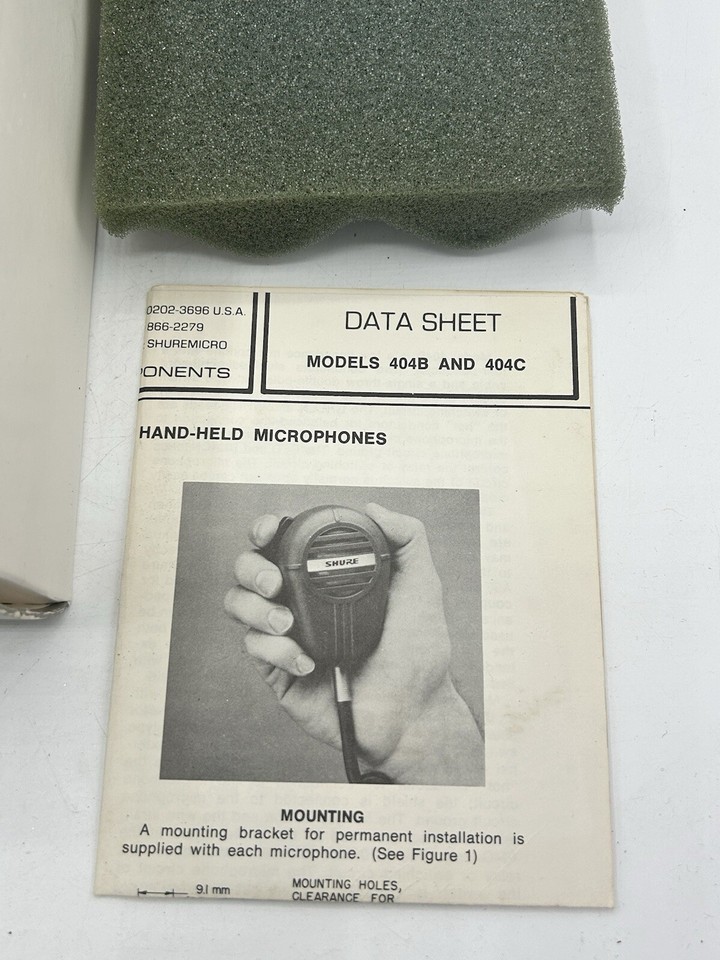 0202-3696 U.S.A.
866-2279
SHUREMICRO
ONENTS
DATA SHEET
MODELS 404B AND 404C
HAND-HELD MICROPHONES
SHURE
MOUNTING
A mounting bracket for permanent installation is
supplied with each microphone. (See Figure 1)
9.1 mm
MOUNTING HOLES,
CLEARANCE FOR